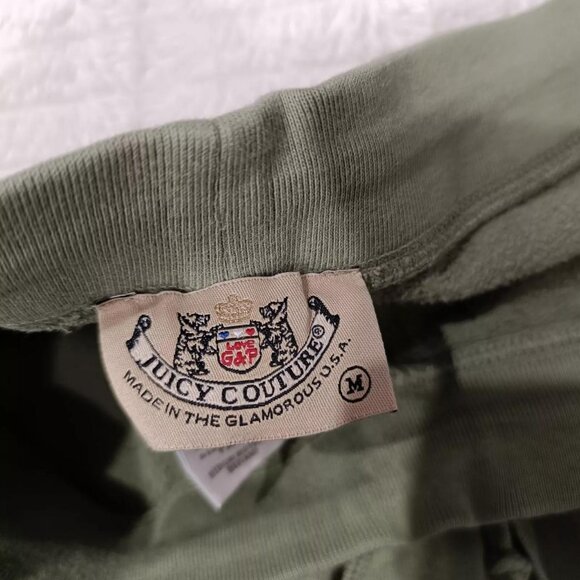 LOVE
G&P
JUICY COUTURE®
MADE IN THE GLAMOROUS U.S.A.
M